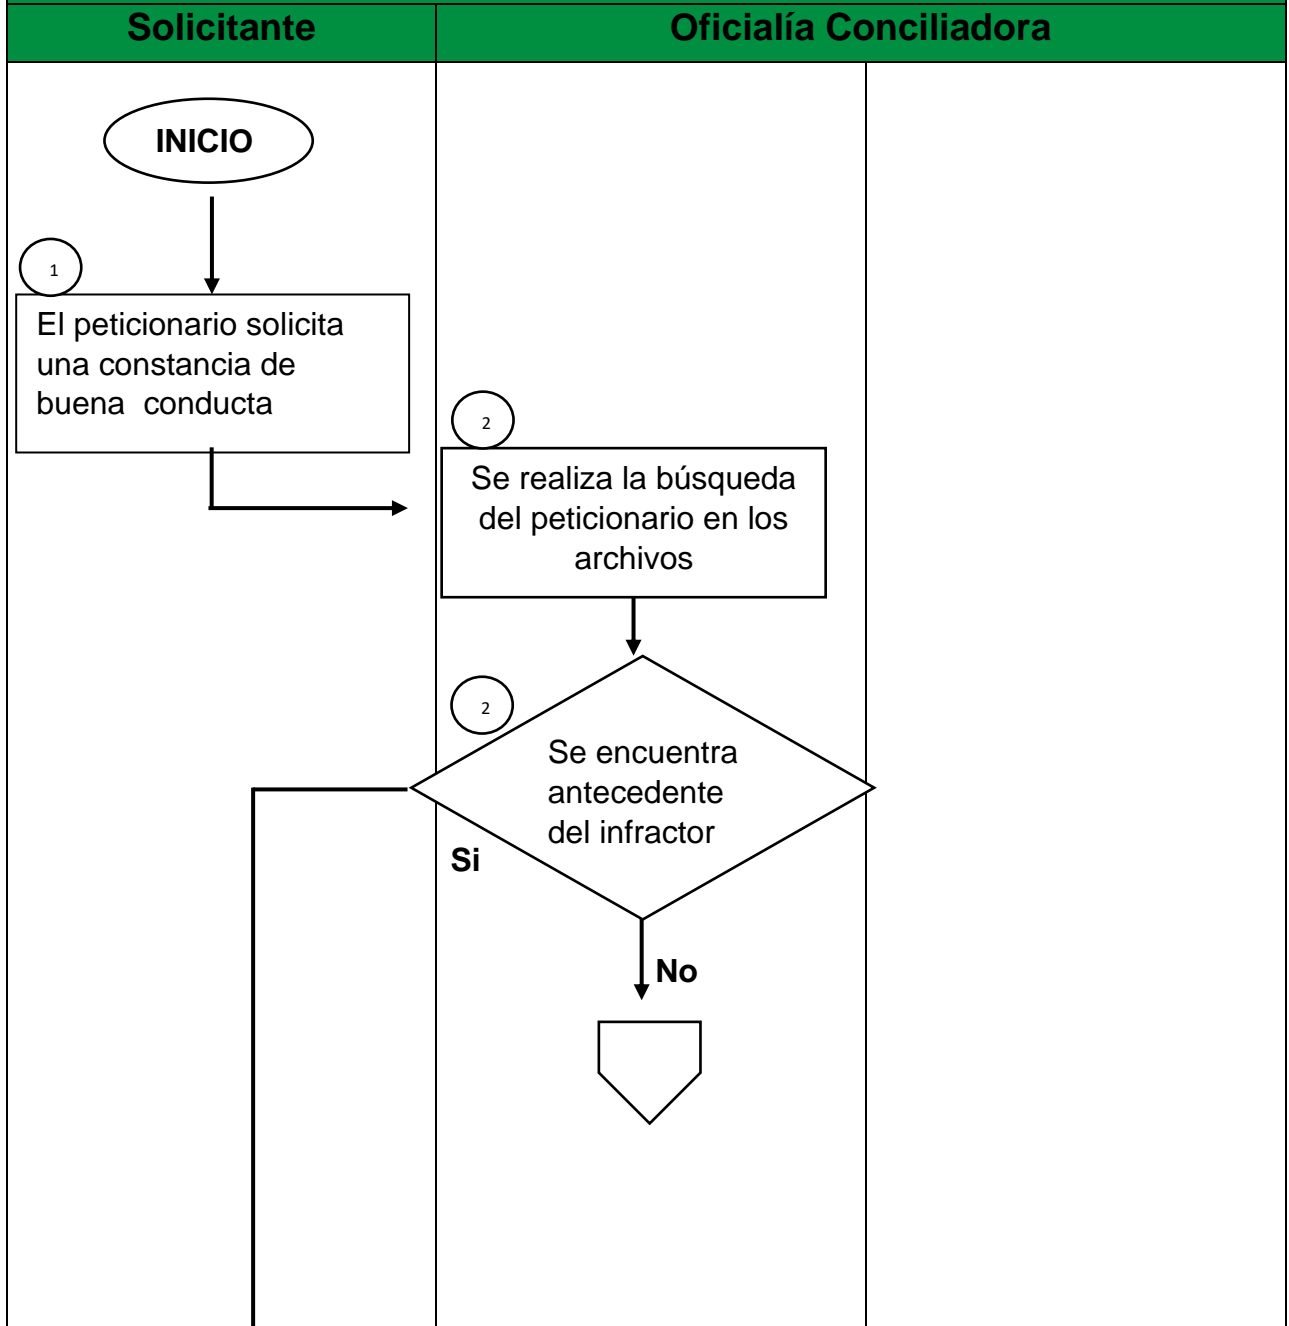 Solicitante
Oficialía Conciliadora
INICIO
1
El peticionario solicita
una constancia de
buena conducta
2
Se realiza la búsqueda
del peticionario en los
archivos
2
Se encuentra
antecedente
del infractor
Si
No